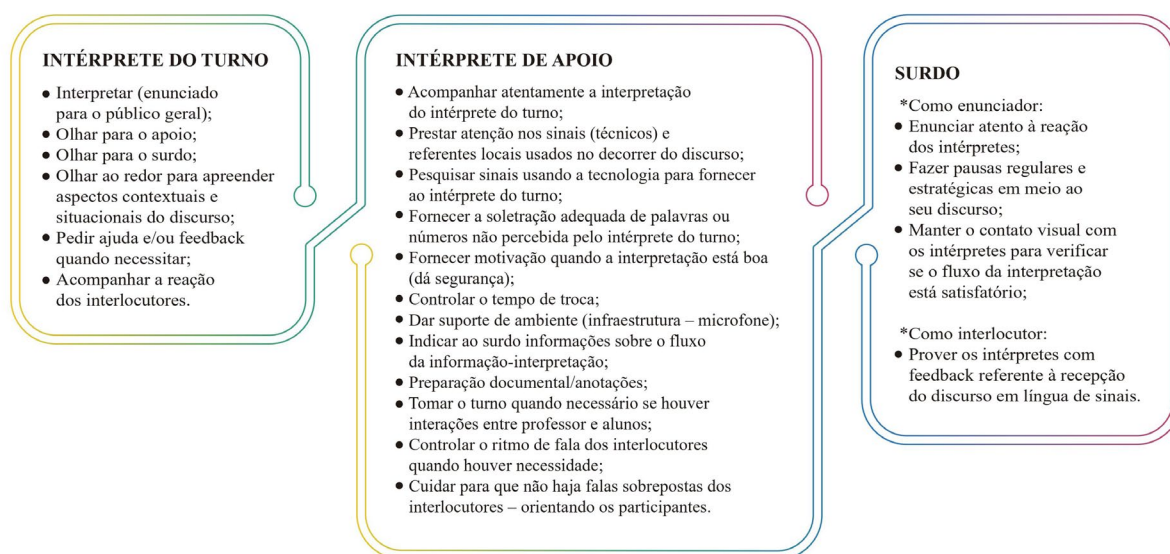 INTÉRPRETE DO TURNO
● Interpretar (enunciado
para o público geral);
● Olhar para o apoio;
● Olhar para o surdo;
● Olhar ao redor para apreender
aspectos contextuais e
situacionais do discurso;
● Pedir ajuda e/ou feedback
quando necessitar;
● Acompanhar a reação
dos interlocutores.
INTÉRPRETE DE APOIO
● Acompanhar atentamente a interpretação
do intérprete do turno;
● Prestar atenção nos sinais (técnicos) e
referentes locais usados no decorrer do discurso;
● Pesquisar sinais usando a tecnologia para fornecer
ao intérprete do turno;
● Fornecer a soletração adequada de palavras ou
números não percebida pelo intérprete do turno;
● Fornecer motivação quando a interpretação está boa
(dá segurança);
● Controlar o tempo de troca;
● Dar suporte de ambiente (infraestrutura – microfone);
● Indicar ao surdo informações sobre o fluxo
da informação-interpretação;
● Preparação documental/anotações;
● Tomar o turno quando necessário se houver
interações entre professor e alunos;
● Controlar o ritmo de fala dos interlocutores
quando houver necessidade;
● Cuidar para que não haja falas sobrepostas dos
interlocutores – orientando os participantes.
SURDO
*Como enunciador:
● Enunciar atento à reação
dos intérpretes;
● Fazer pausas regulares e
estratégicas em meio ao
seu discurso;
● Manter o contato visual com
os intérpretes para verificar
se o fluxo da interpretação
está satisfatório;
*Como interlocutor:
● Prover os intérpretes com
feedback referente à recepção
do discurso em língua de sinais.